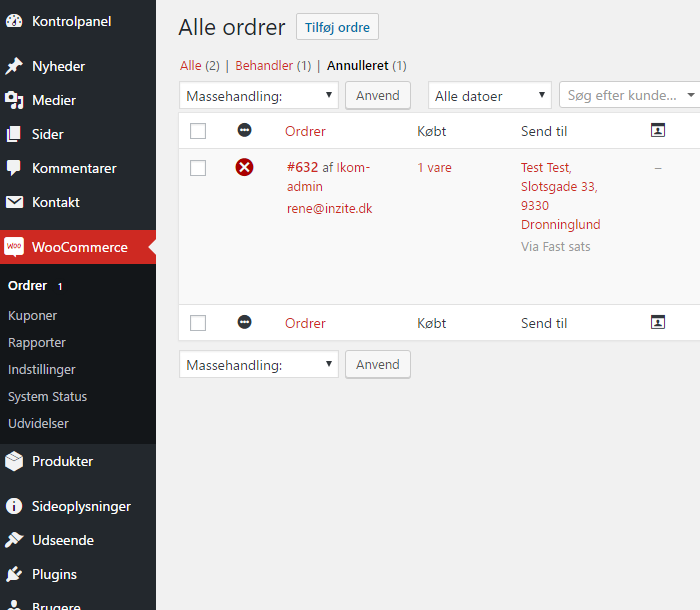 Kontrolpanel
Nyheder
Medier
Sider
Kommentarer
Kontakt
woo WooCommerce
Ordrer 1
Kuponer
Rapporter
Indstillinger
System Status
Udvidelser
Produkter
Sideoplysninger
Udseende
Plugins
Brugere
Alle ordrer Tilføj ordre
Alle (2) | Behandler (1) | Annulleret (1)
Massehandling: Anvend Alle datoer Søg efter kunde...
Ordrer Købt Send til
#632 af Ikom- 1 vare Test Test,
admin Slotsgade 33,
rene@inzite.dk 9330
Dronninglund
Via Fast sats
–
Ordrer Købt Send til
Massehandling: Anvend